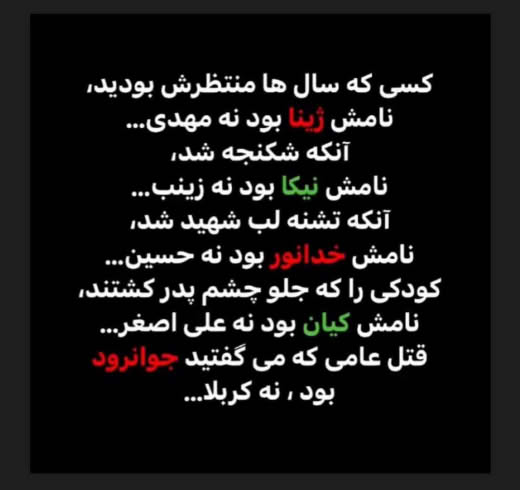 کسی که سال ها منتظرش بودید،
نامش ژینا بود نه مهدی...
آنکه شکنجه شد،
نامش نیکا بود نه زینب...
آنکه تشنه لب شهید شد،
نامش خدانور بود نه حسین...
کودکی را که جلو چشم پدر کشتند،
نامش کیان بود نه علی اصغر...
قتل عامی که می گفتید جوانرود
بود ، نه کربلا...